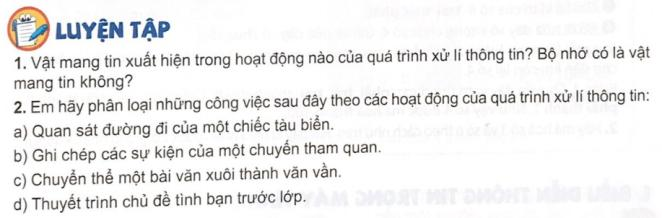 LUYỆN TẬP
1. Vật mang tin xuất hiện trong hoạt động nào của quá trình xử lí thông tin? Bộ nhớ có là vật
mang tin không?
2. Em hãy phân loại những công việc sau đây theo các hoạt động của quá trình xử lí thông tin:
a) Quan sát đường đi của một chiếc tàu biển.
b) Ghi chép các sự kiện của một chuyến tham quan.
c) Chuyển thể một bài văn xuôi thành văn vần.
d) Thuyết trình chủ đề tình bạn trước lớp.